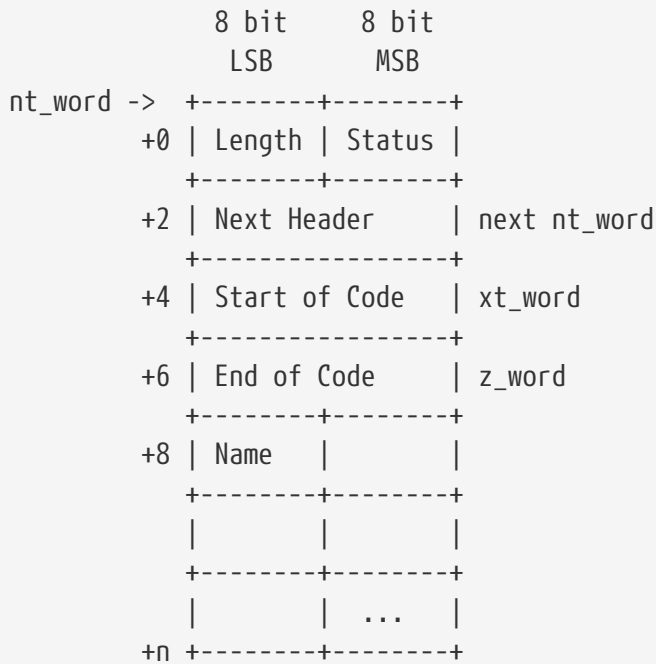 8 bit     8 bit
               LSB       MSB
nt_word ->  +--------+--------+
         +0 | Length | Status |
            +--------+--------+
         +2 | Next Header     | next nt_word
            +-----------------+
         +4 | Start of Code   | xt_word
            +-----------------+
         +6 | End of Code     | z_word
            +--------+--------+
         +8 | Name   |        |
            +--------+--------+
            |        |        |
            +--------+--------+
            |        |  ...   |
         +n +--------+--------+